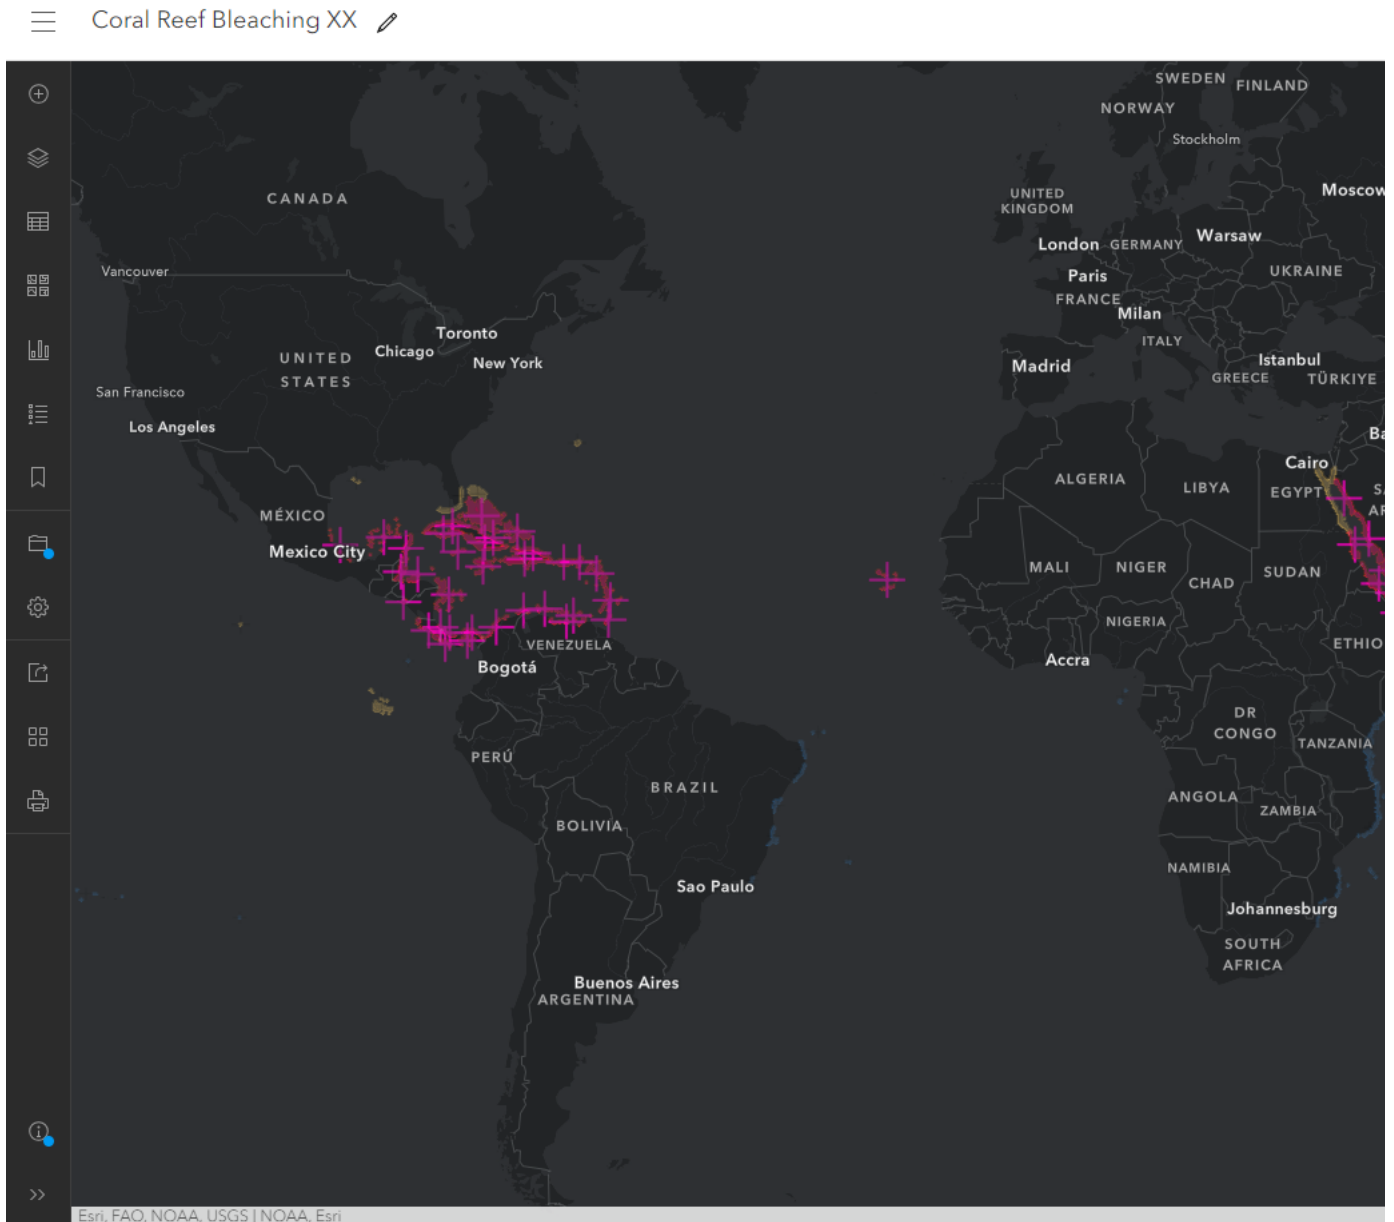 Coral Reef Bleaching XX
SWEDEN
FINLAND
NORWAY
Stockholm
Moscow
CANADA
UNITED
KINGDOM
London
GERMANY
Warsaw
Vancouver
Paris
UKRAINE
FRANCE
Milan
Toronto
Chicago
New York
ITALY
UNITED
STATES
Madrid
Istanbul
GREECE
TÜRKIYE
San Francisco
Los Angeles
Ba
Cairo
ALGERIA
LIBYA
EGYPT
SA
AR
MÉXICO
Mexico City
MALI
NIGER
CHAD
SUDAN
NIGERIA
VENEZUELA
ETHIO
Bogotá
Accra
DR
CONGO
TANZANIA
PERÚ
BRAZIL
ANGOLA
ZAMBIA
BOLIVIA
NAMIBIA
Sao Paulo
Johannesburg
SOUTH
AFRICA
Buenos Aires
ARGENTINA
Esri, FAO, NOAA, USGS | NOAA, Esri